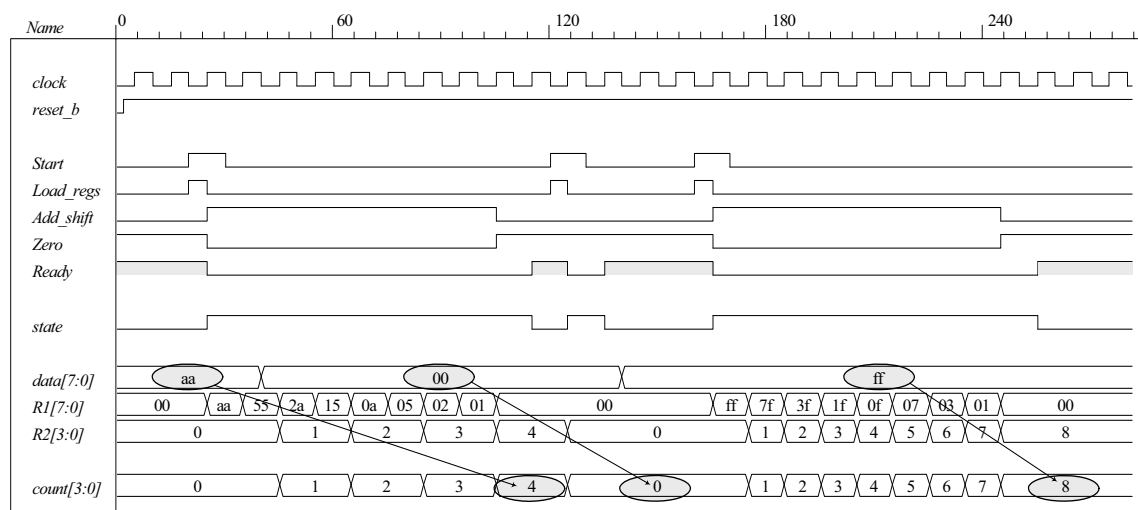 Name 0 60 120 180 240
clock
reset_b
Start
Load_regs
Add_shift
Zero
Ready
state
data[7:0] aa 00 ff
R1[7:0] 00 aa 55 2a 15 0a 05 02 01 00 ff 7f 3f 1f 0f 07 03 01 00
R2[3:0] 0 1 2 3 4 0 1 2 3 4 5 6 7 8
count[3:0] 0 1 2 3 4 0 1 2 3 4 5 6 7 8